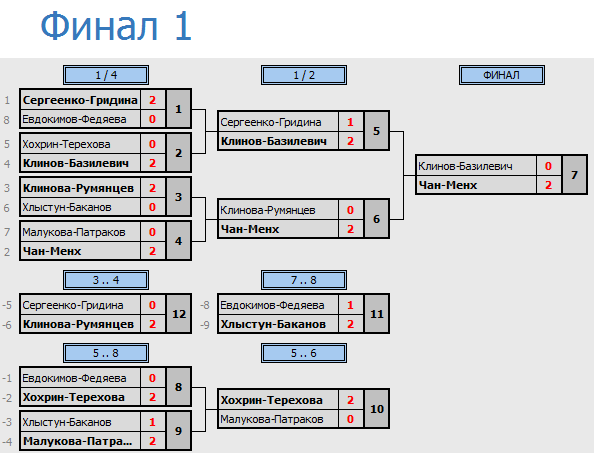 Финал 1
1 / 4 1 / 2 ФИНАЛ
1 Сергеенко-Гридина 2 1
8 Евдокимов-Федяева 0
Сергеенко-Гридина 1 5
Клинов-Базилевич 2
5 Хохрин-Терехова 0 2
4 Клинов-Базилевич 2
Клинов-Базилевич 0 7
Чан-Менх 2
3 Клинова-Румянцев 2 3
6 Хлыстун-Баканов 0
Клинова-Румянцев 0 6
Чан-Менх 2
7 Малукова-Патраков 0 4
2 Чан-Менх 2
3 .. 4 7 .. 8
-5 Сергеенко-Гридина 0 12
-6 Клинова-Румянцев 2
-8 Евдокимов-Федяева 1 11
-9 Хлыстун-Баканов 2
5 .. 8 5 .. 6
-1 Евдокимов-Федяева 0 8
-2 Хохрин-Терехова 2
Хохрин-Терехова 2 10
Малукова-Патраков 0
-3 Хлыстун-Баканов 1 9
-4 Малукова-Патра... 2